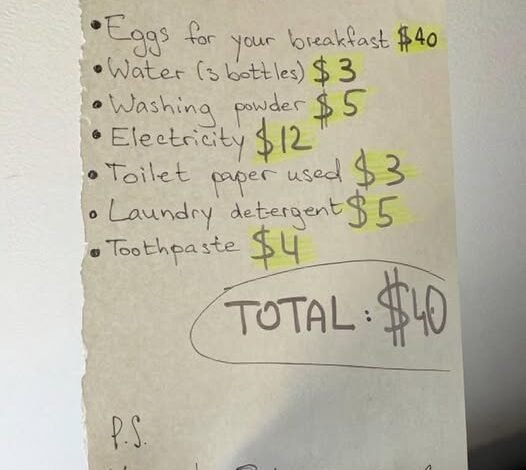 • Eggs for your breakfast $40
• Water (3 bottles) $3
• Washing powder $5
• Electricity $12
• Toilet paper used $3
• Laundry detergent $5
• Toothpaste $4
TOTAL: $40
P.S.